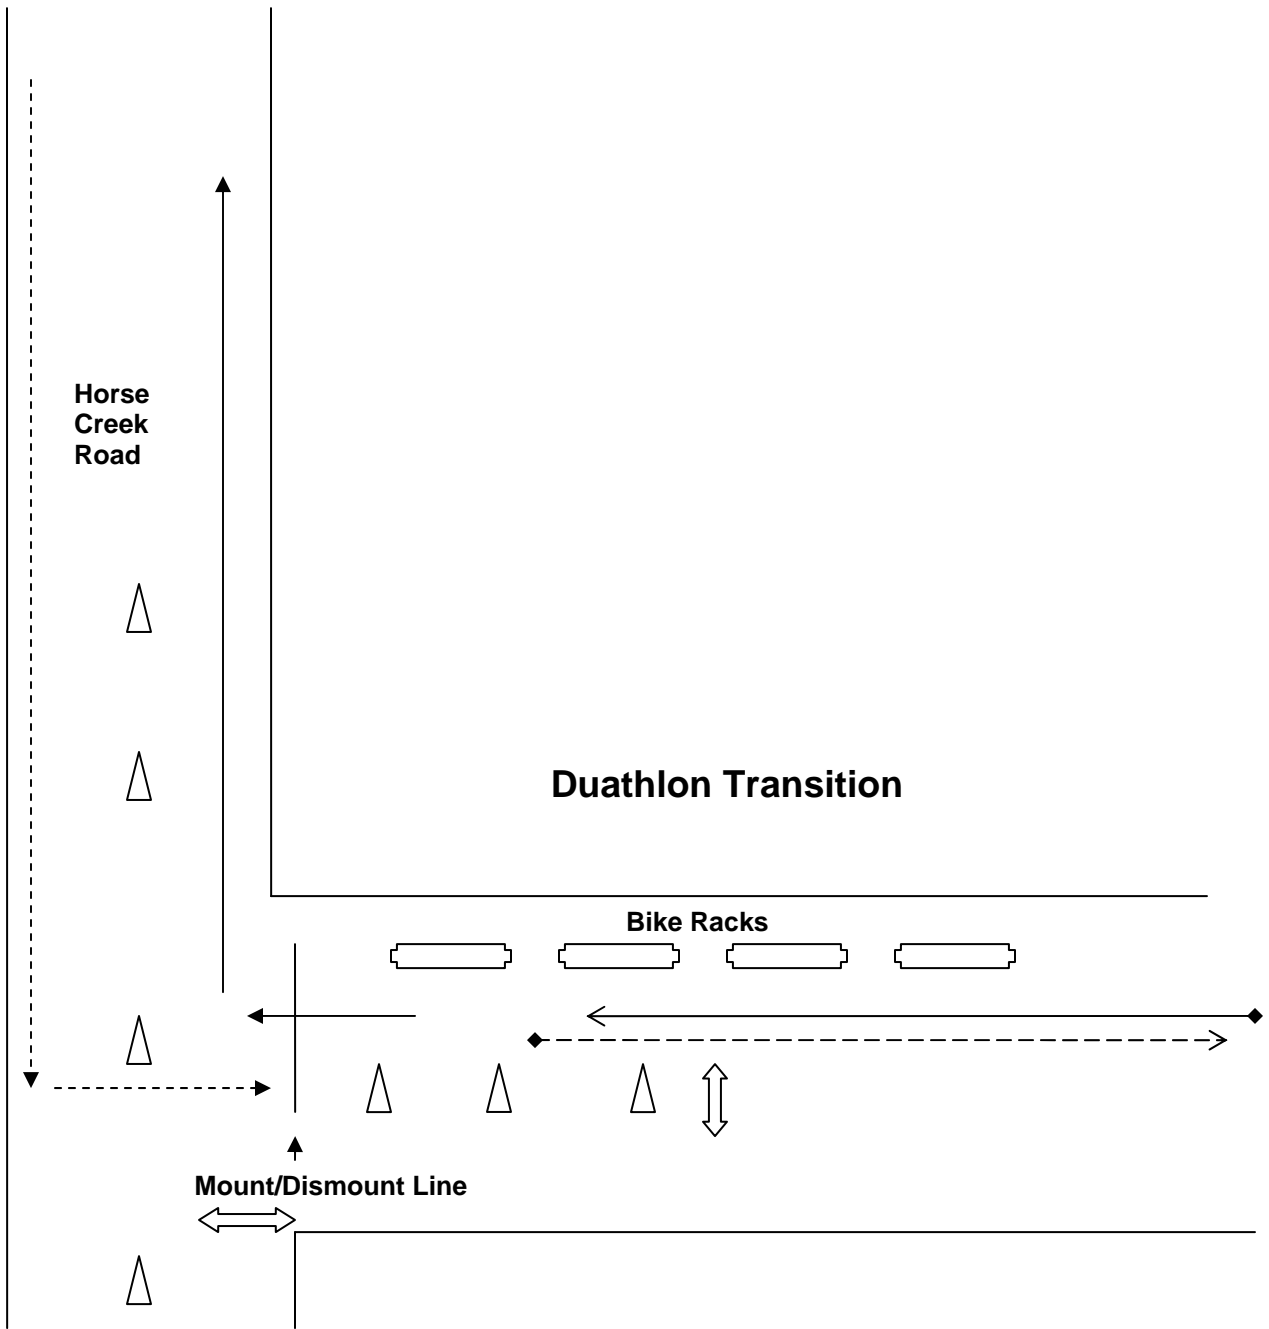 Horse
Creek
Road
Duathlon Transition
Bike Racks
Mount/Dismount Line